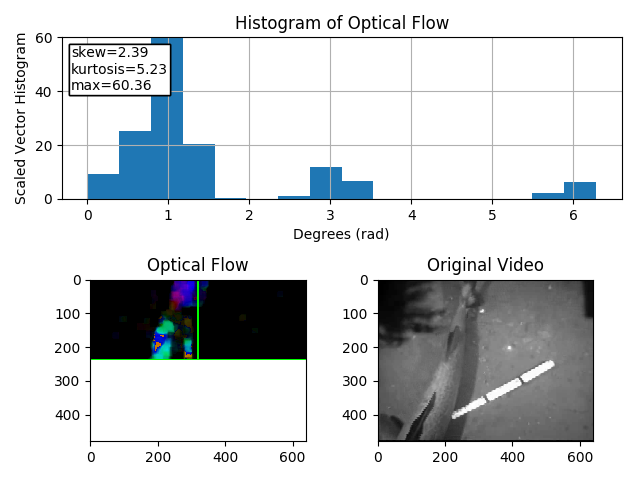 Histogram of Optical Flow
Scaled Vector Histogram
60
40
20
0
skew=2.39
kurtosis=5.23
max=60.36
0 1 2 3 4 5 6
Degrees (rad)
Optical Flow
0
100
200
300
400
0 200 400 600
Original Video
0
100
200
300
400
0 200 400 600